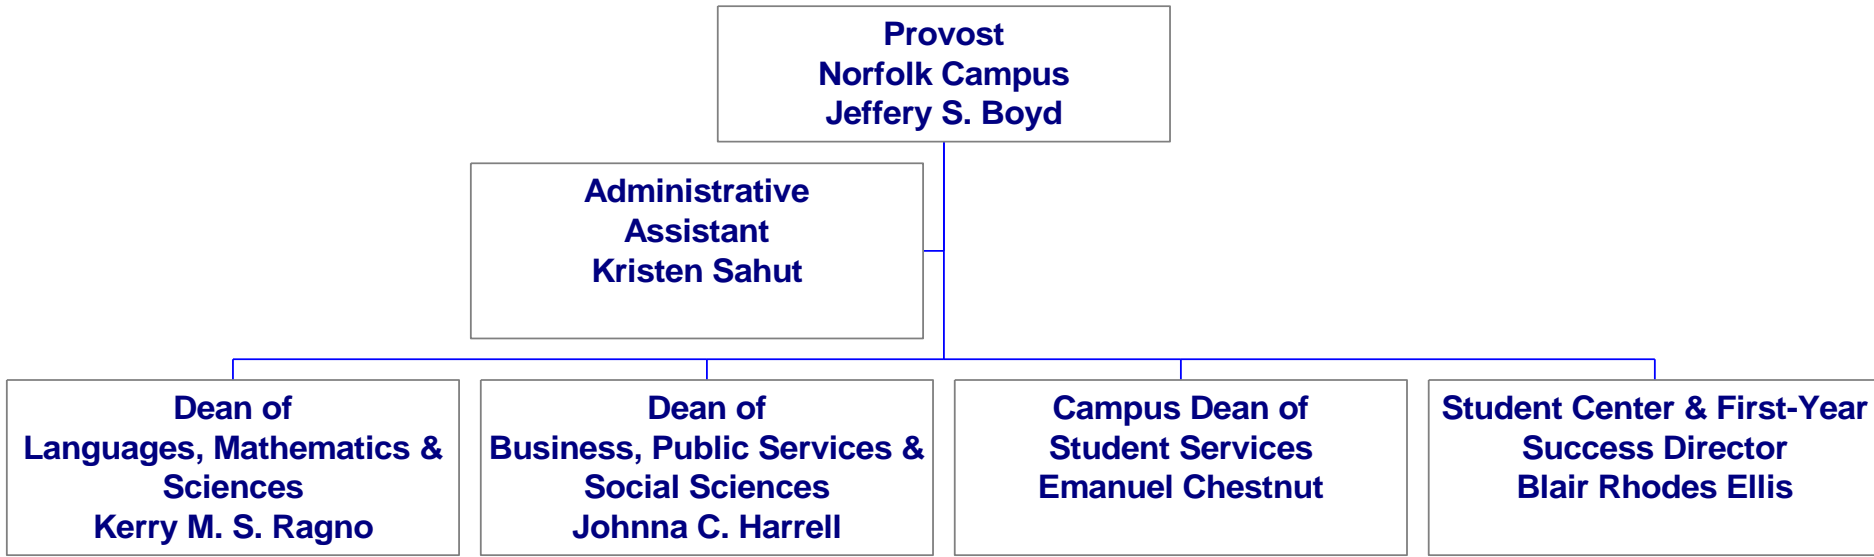 Provost
Norfolk Campus
Jeffery S. Boyd
Administrative
Assistant
Kristen Sahut
Dean of
Languages, Mathematics &
Sciences
Kerry M. S. Ragno
Dean of
Business, Public Services &
Social Sciences
Johnna C. Harrell
Campus Dean of
Student Services
Emanuel Chestnut
Student Center & First-Year
Success Director
Blair Rhodes Ellis